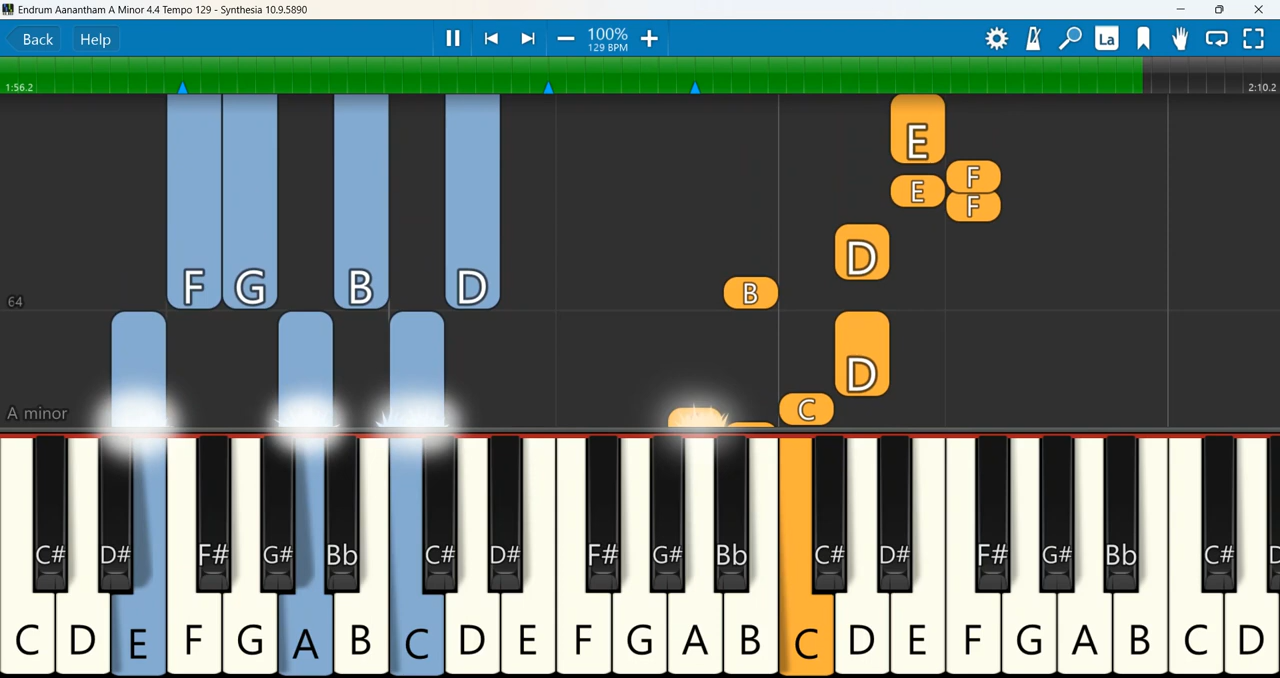 Endrum Aanantham A Minor 4.4 Tempo 129 - Synthesia 10.9.5890
Back Help 100% La
129 BPM
1:56.2 2:10.2
E
E F
F
D
F G B D B
64
D
A minor C
C# D# F# G# Bb C# D# F# G# Bb C# D# F# G# Bb C#
C D E F G A B C D E F G A B C D E F G A B C D